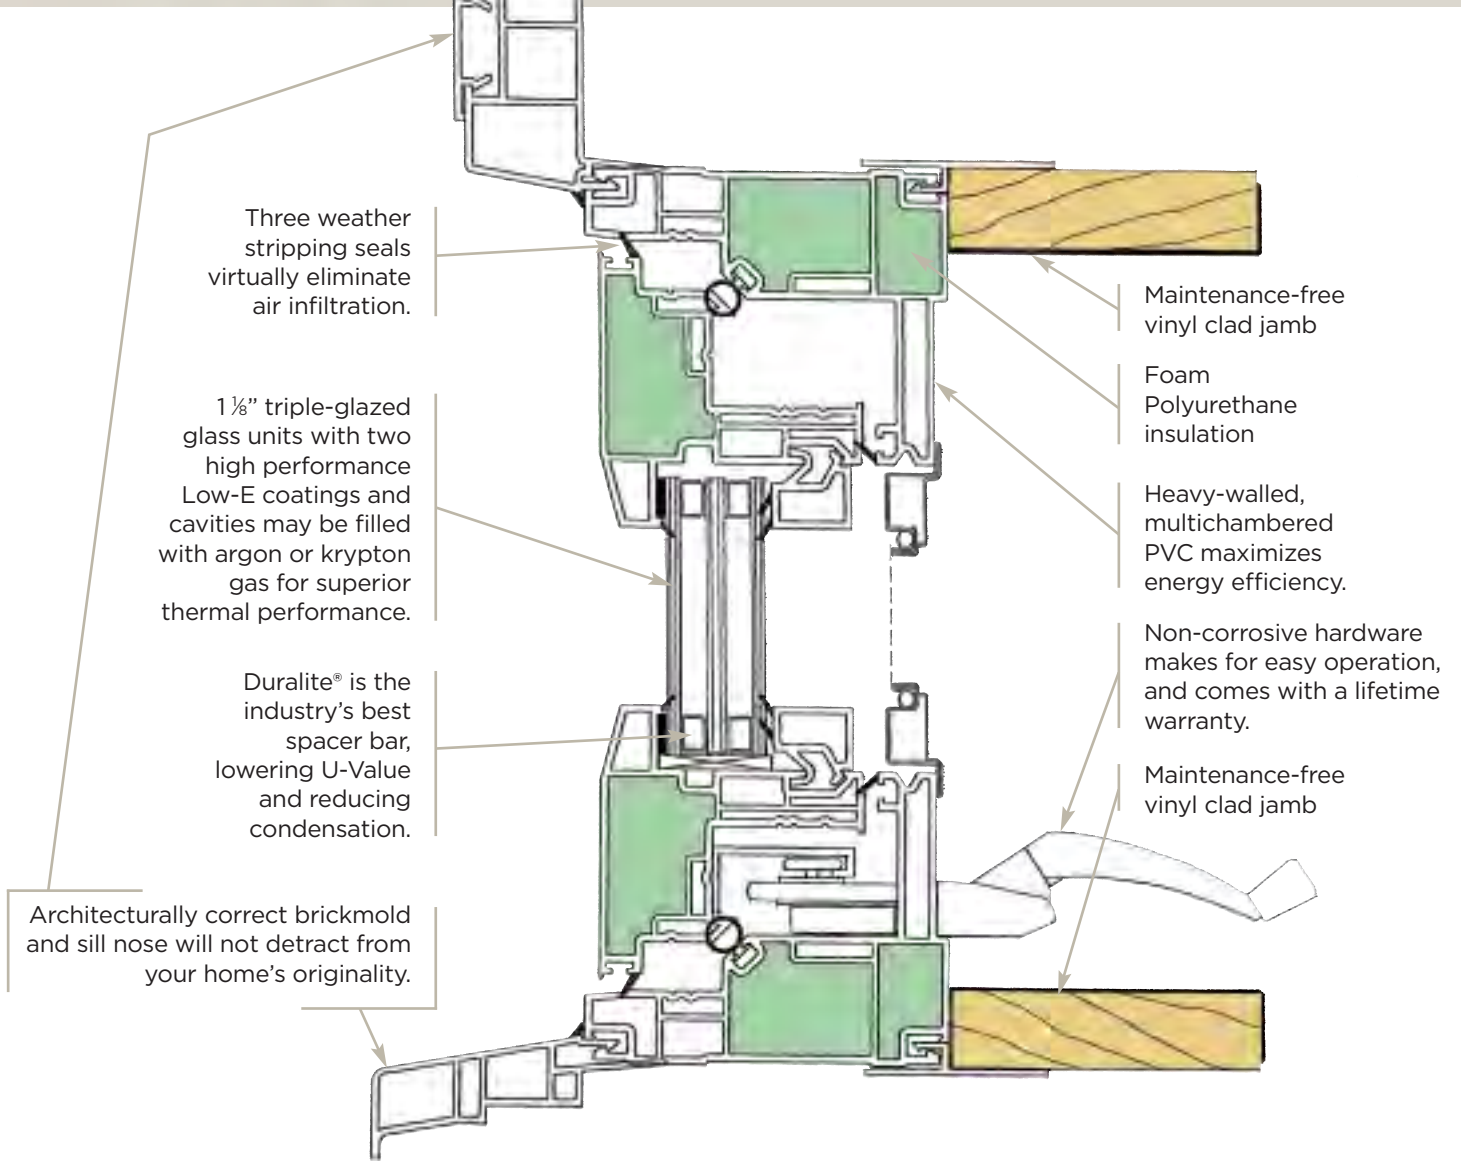 Three weather
stripping seals
virtually eliminate
air infiltration.
1 ⅛” triple-glazed
glass units with two
high performance
Low-E coatings and
cavities may be filled
with argon or krypton
gas for superior
thermal performance.
Duralite® is the
industry’s best
spacer bar,
lowering U-Value
and reducing
condensation.
Architecturally correct brickmold
and sill nose will not detract from
your home’s originality.
Maintenance-free
vinyl clad jamb
Foam
Polyurethane
insulation
Heavy-walled,
multichambered
PVC maximizes
energy efficiency.
Non-corrosive hardware
makes for easy operation,
and comes with a lifetime
warranty.
Maintenance-free
vinyl clad jamb